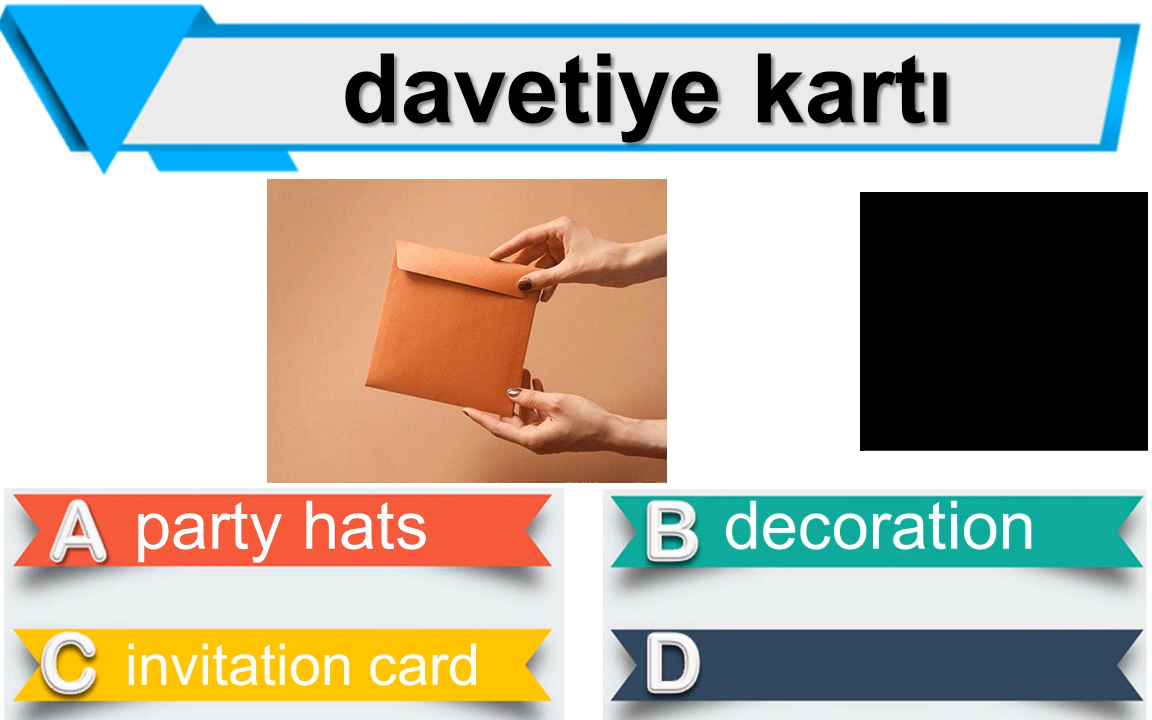 davetiye kartı
A party hats
B decoration
C invitation card
D